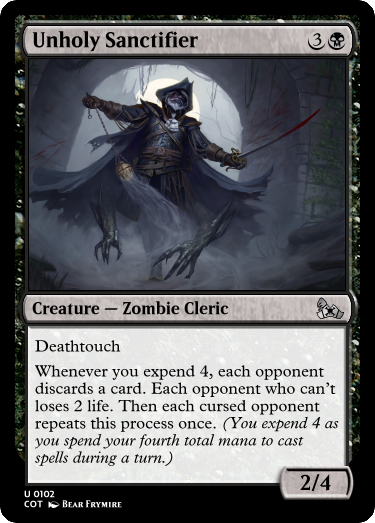 Unholy Sanctifier 3
Creature — Zombie Cleric
Deathtouch
Whenever you expend 4, each opponent
discards a card. Each opponent who can't
loses 2 life. Then each cursed opponent
repeats this process once. (You expend 4 as
you spend your fourth total mana to cast
spells during a turn.)
2/4
U 0102
COT Bear Frymire